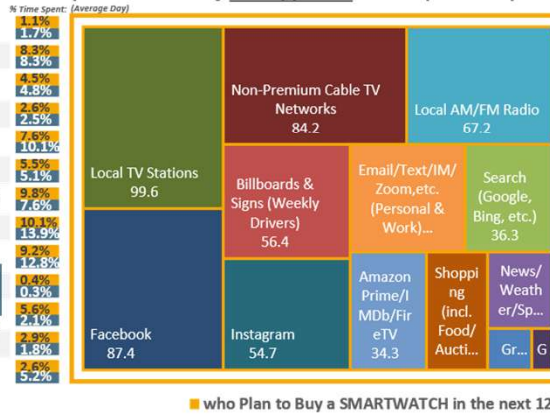 % Time Spent: (Average Day)
1.1%
1.7%
8.3%
8.3%
4.5%
4.8%
2.6%
2.5%
7.6%
10.1%
5.5%
5.1%
9.8%
7.6%
10.1%
13.9%
9.2%
12.8%
0.4%
0.3%
5.6%
2.1%
2.9%
1.8%
2.6%
5.2%
Local TV Stations
99.6
Facebook
87.4
Non-Premium Cable TV
Networks
84.2
Local AM/FM Radio
67.2
Billboards &
Signs (Weekly
Drivers)
56.4
Email/Text/IM/
Zoom,etc.
(Personal &
Work)...
Search
(Google,
Bing, etc.)
36.3
Instagram
54.7
Amazon
Prime/I
MDb/Fir
eTV
34.3
Shoppi
ng
(incl.
Food/
Aucti...
News/
Weath
er/Sp...
Gr...
G
who Plan to Buy a SMARTWATCH in the next 12